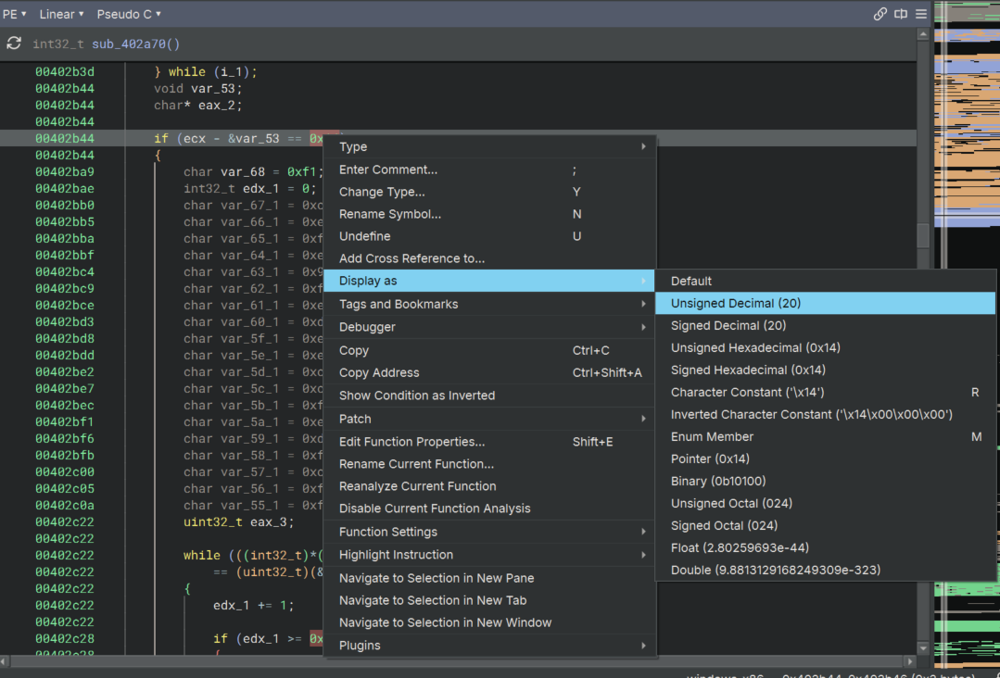 PE ▾ Linear ▾ Pseudo C ▾
int32_t sub_402a70()
00402b3d } while (i_1);
00402b44 void var_53;
00402b44 char* eax_2;
00402b44
00402b44 if (ecx - &var_53 == 0x
00402b44 {
00402ba9 char var_68 = 0xf1;
00402bae int32_t edx_1 = 0;
00402bb0 char var_67_1 = 0xc
00402bb5 char var_66_1 = 0xe
00402bba char var_65_1 = 0xf
00402bbf char var_64_1 = 0xe
00402bc4 char var_63_1 = 0x9
00402bc9 char var_62_1 = 0xf
00402bce char var_61_1 = 0xe
00402bd3 char var_60_1 = 0xd
00402bd8 char var_5f_1 = 0xe
00402bdd char var_5e_1 = 0xe
00402be2 char var_5d_1 = 0xc
00402be7 char var_5c_1 = 0xc
00402bec char var_5b_1 = 0xf
00402bf1 char var_5a_1 = 0xe
00402bf6 char var_59_1 = 0xd
00402bfb char var_58_1 = 0xf
00402c00 char var_57_1 = 0xc
00402c05 char var_56_1 = 0xf
00402c0a char var_55_1 = 0xf
00402c22 uint32_t eax_3;
00402c22
00402c22 while (((int32_t)*(
00402c22 == (uint32_t)(&
00402c22 {
00402c22 edx_1 += 1;
00402c22
00402c28 if (edx_1 >= 0x
00402c28 {
Type
Enter Comment... ;
Change Type... Y
Rename Symbol... N
Undefine U
Add Cross Reference to...
Display as
Tags and Bookmarks
Debugger
Copy Ctrl+C
Copy Address Ctrl+Shift+A
Show Condition as Inverted
Patch
Edit Function Properties... Shift+E
Rename Current Function...
Reanalyze Current Function
Disable Current Function Analysis
Function Settings
Highlight Instruction
Navigate to Selection in New Pane
Navigate to Selection in New Tab
Navigate to Selection in New Window
Plugins
Default
Unsigned Decimal (20)
Signed Decimal (20)
Unsigned Hexadecimal (0x14)
Signed Hexadecimal (0x14)
Character Constant ('\x14') R
Inverted Character Constant ('\x14\x00\x00\x00')
Enum Member M
Pointer (0x14)
Binary (0b10100)
Unsigned Octal (024)
Signed Octal (024)
Float (2.80259693e-44)
Double (9.8813129168249309e-323)
windows-x86 0x402b44-0x402b46 (0x2 bytes)